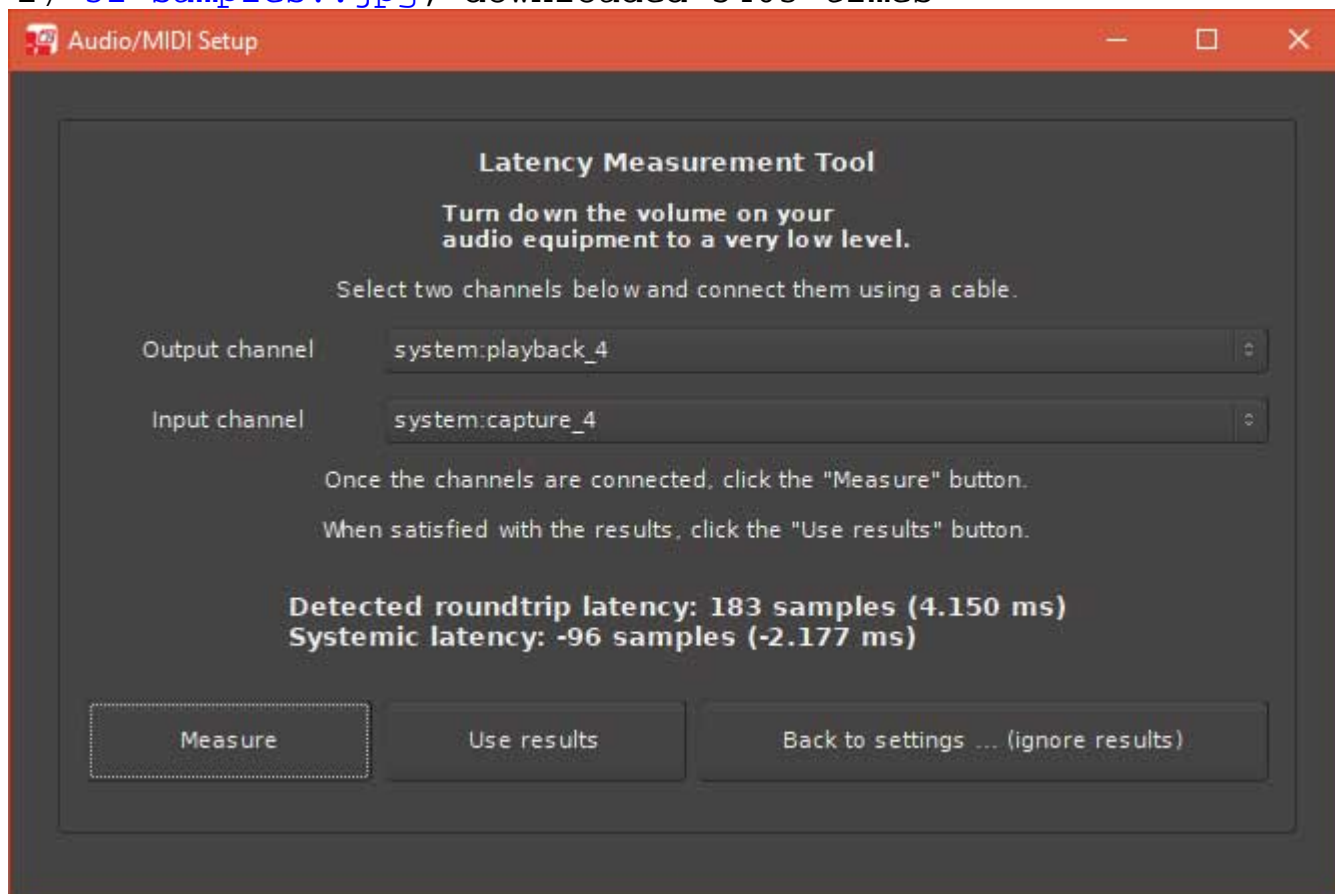 Audio/MIDI Setup
Latency Measurement Tool
Turn down the volume on your
audio equipment to a very low level.
Select two channels below and connect them using a cable.
Output channel system:playback_4
Input channel system:capture_4
Once the channels are connected, click the "Measure" button.
When satisfied with the results, click the "Use results" button.
Detected roundtrip latency: 183 samples (4.150 ms)
Systemic latency: -96 samples (-2.177 ms)
Measure Use results Back to settings ... (ignore results)